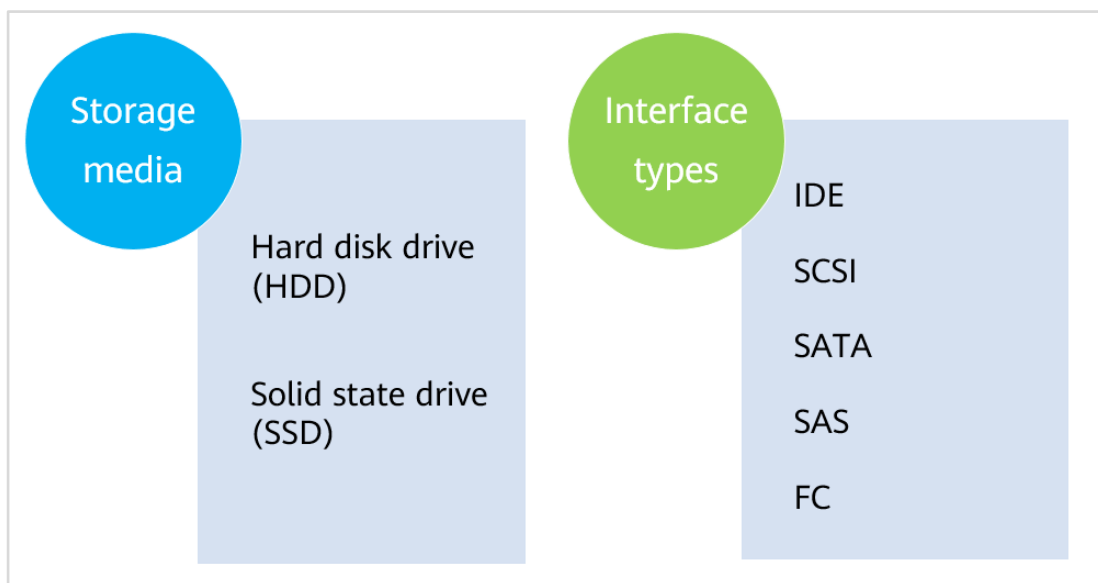 Storage
media
Hard disk drive
(HDD)
Solid state drive
(SSD)
Interface
types
IDE
SCSI
SATA
SAS
FC